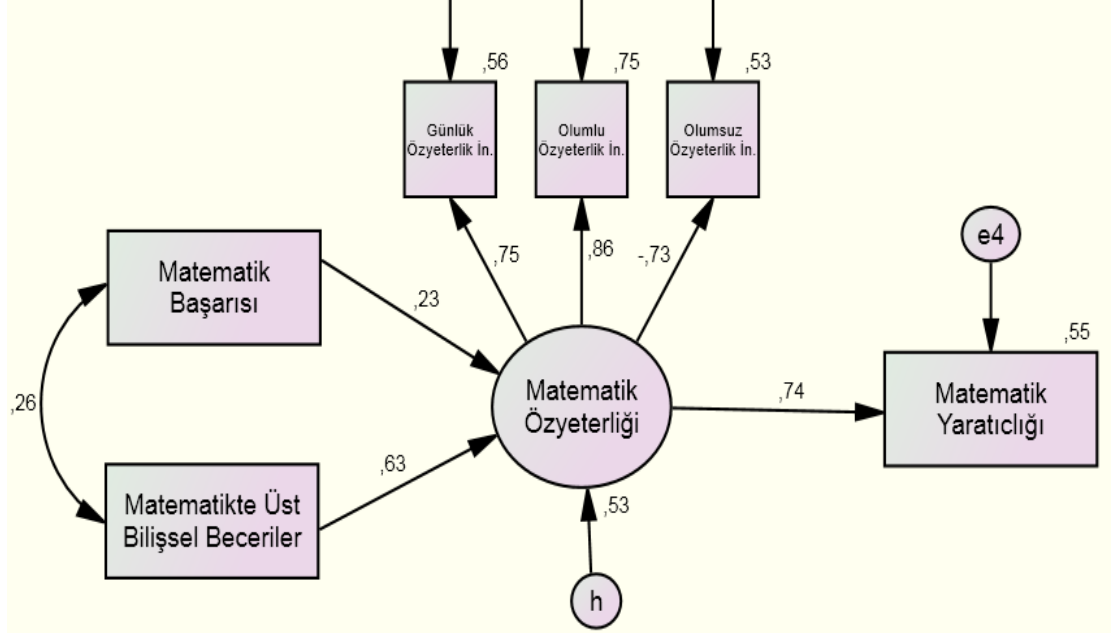 ,56
,75
,53
Günlük
Özyeterlik İn.
Olumlu
Özyeterlik İn.
Olumsuz
Özyeterlik İn.
,75
,86
-,73
e4
Matematik
Başarısı
,23
,26
Matematik
Özyeterliği
,74
,55
Matematik
Yaratıclığı
,63
Matematikte Üst
Bilişsel Beceriler
,53
h